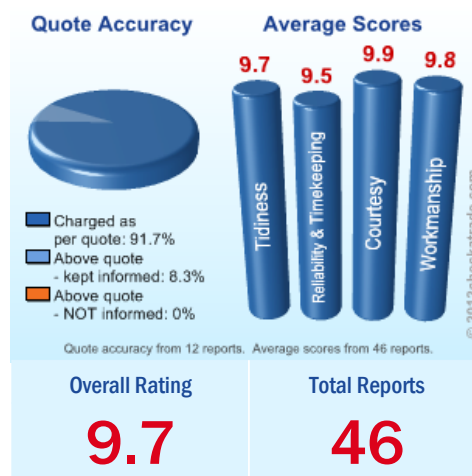 Quote Accuracy
Average Scores
9.7
9.5
9.9
9.8
Tidiness
Reliability & Timekeeping
Courtesy
Workmanship
Charged as
per quote: 91.7%
Above quote
- kept informed: 8.3%
Above quote
- NOT informed: 0%
© 2013checkatrade.com
Quote accuracy from 12 reports. Average scores from 46 reports.
Overall Rating
Total Reports
9.7
46